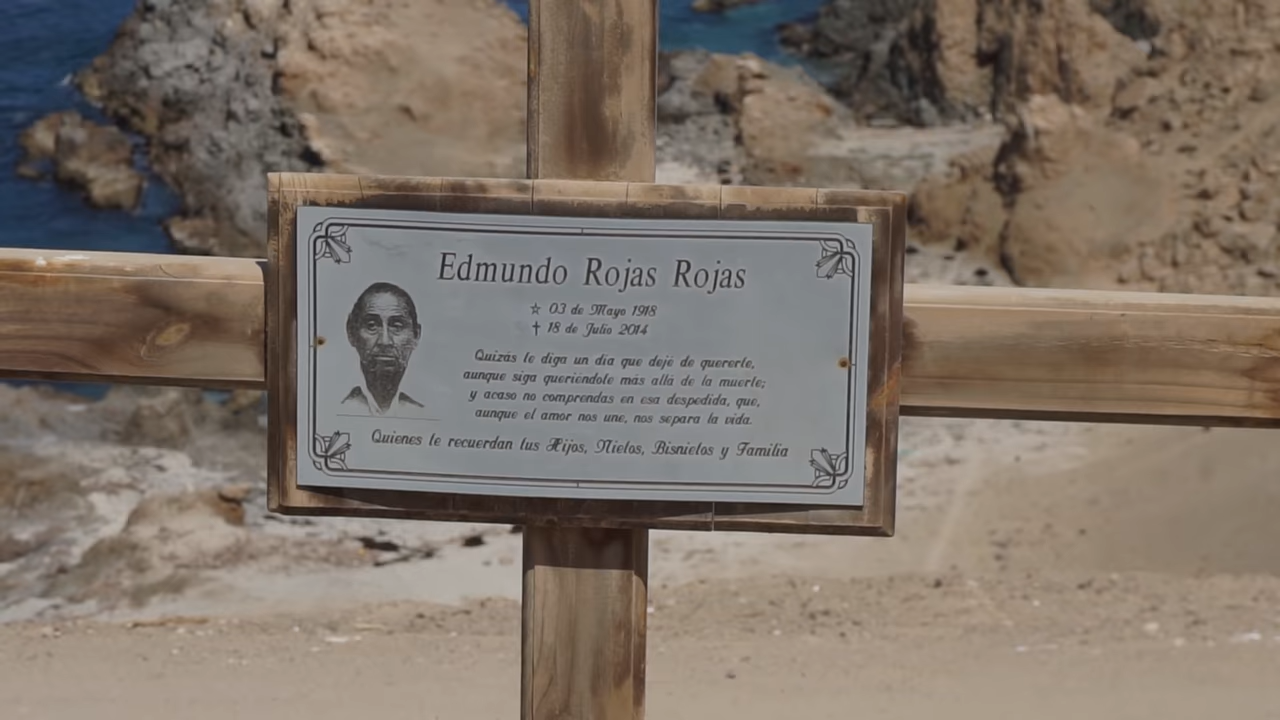 Edmundo Rojas Rojas
☆ 03 de Mayo 1918
† 18 de Julio 2014
Quizás te diga un día que dejé de quererte,
aunque siga queriéndote más allá de la muerte;
y acaso no comprendas en esa despedida, que,
aunque el amor nos une, nos separa la vida.
Quienes te recuerdan tus Hijos, Nietos, Bisnietos y Familia